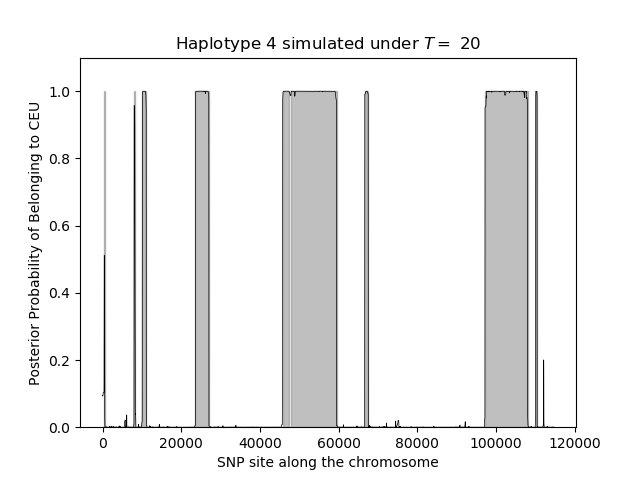 Haplotype 4 simulated under T = 20
Posterior Probability of Belonging to CEU
1.0
0.8
0.6
0.4
0.2
0.0
0 20000 40000 60000 80000 100000 120000
SNP site along the chromosome